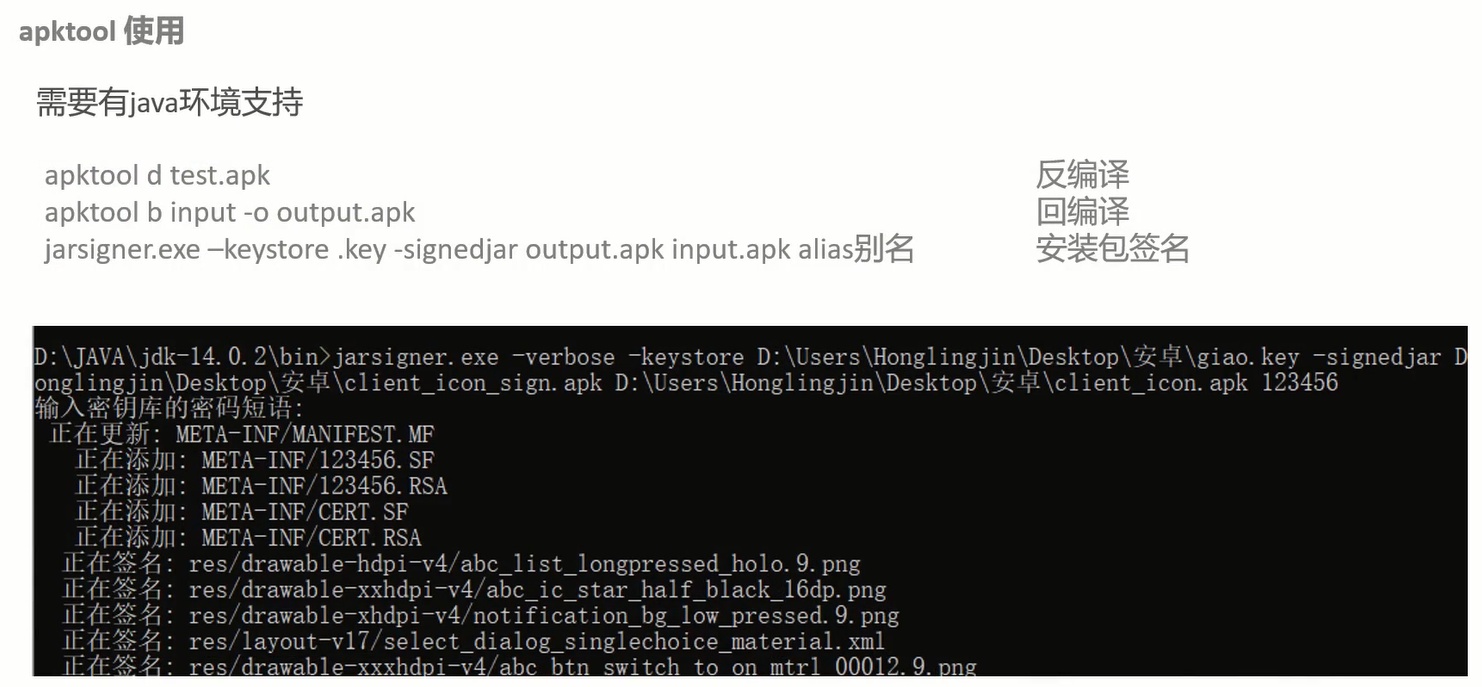 apktool 使用
需要有java环境支持
apktool d test.apk 反编译
apktool b input -o output.apk 回编译
jarsigner.exe –keystore .key -signedjar output.apk input.apk alias别名 安装包签名
D:\JAVA\jdk-14.0.2\bin>jarsigner.exe -verbose -keystore D:\Users\Honglingjin\Desktop\安卓\giao.key -signedjar D
onglingjin\Desktop\安卓\client_icon_sign.apk D:\Users\Honglingjin\Desktop\安卓\client_icon.apk 123456
输入密钥库的密码短语:
正在更新: META-INF/MANIFEST.MF
正在添加: META-INF/123456.SF
正在添加: META-INF/123456.RSA
正在添加: META-INF/CERT.SF
正在添加: META-INF/CERT.RSA
正在签名: res/drawable-hdpi-v4/abc_list_longpressed_holo.9.png
正在签名: res/drawable-xxhdpi-v4/abc_ic_star_half_black_16dp.png
正在签名: res/drawable-xhdpi-v4/notification_bg_low_pressed.9.png
正在签名: res/layout-v17/select_dialog_singlechoice_material.xml
正在签名: res/drawable-xxxhdpi-v4/abc_btn_switch_to_on_mtrl_00012.9.png